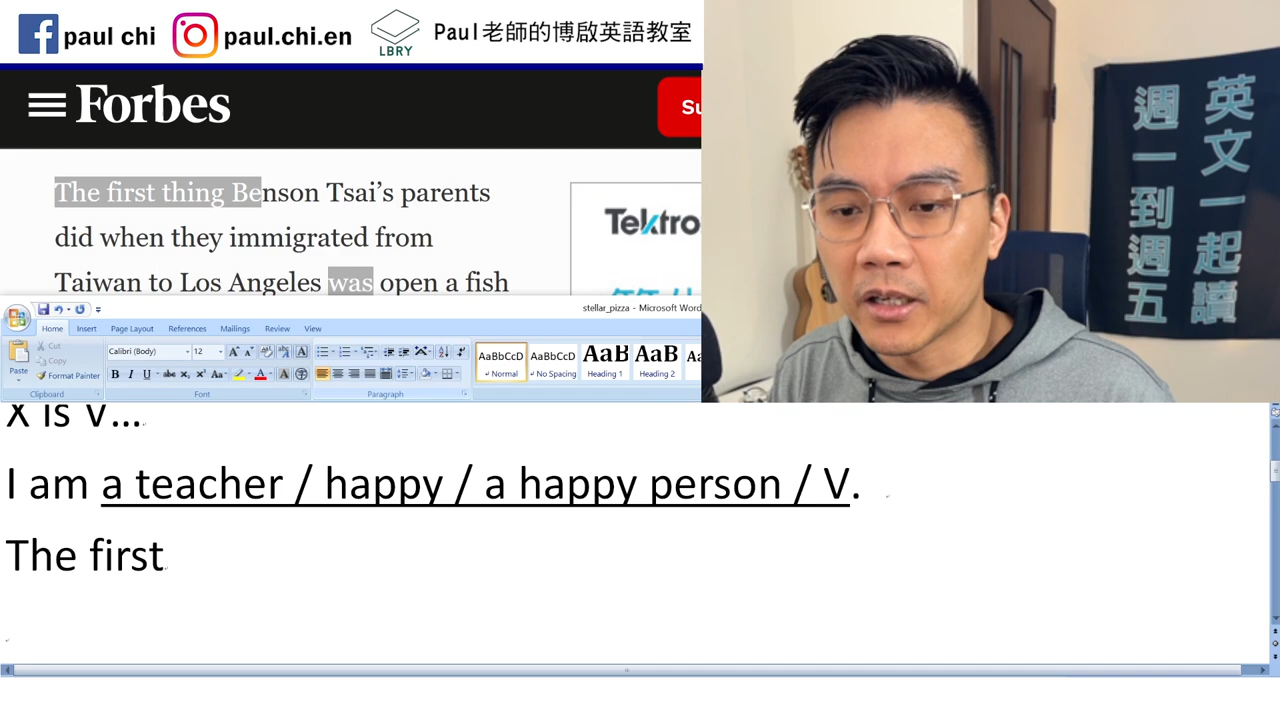 paul chi
paul.chi.en
LBRY
Paul老師的博啟英語教室
Forbes
Su
The first thing Benson Tsai's parents
did when they immigrated from
Taiwan to Los Angeles was open a fish
Tektro
stellar_pizza - Microsoft Word
Home Insert Page Layout References Mailings Review View
Paste
Cut
Copy
Format Painter
Clipboard
Calibri (Body) 12
Font
Paragraph
AaBbCcD AaBbCcD AaB AaB
Normal No Spacing Heading 1 Heading 2
X is V...
I am a teacher / happy / a happy person / V.
The first
英文一起讀
週一到週五